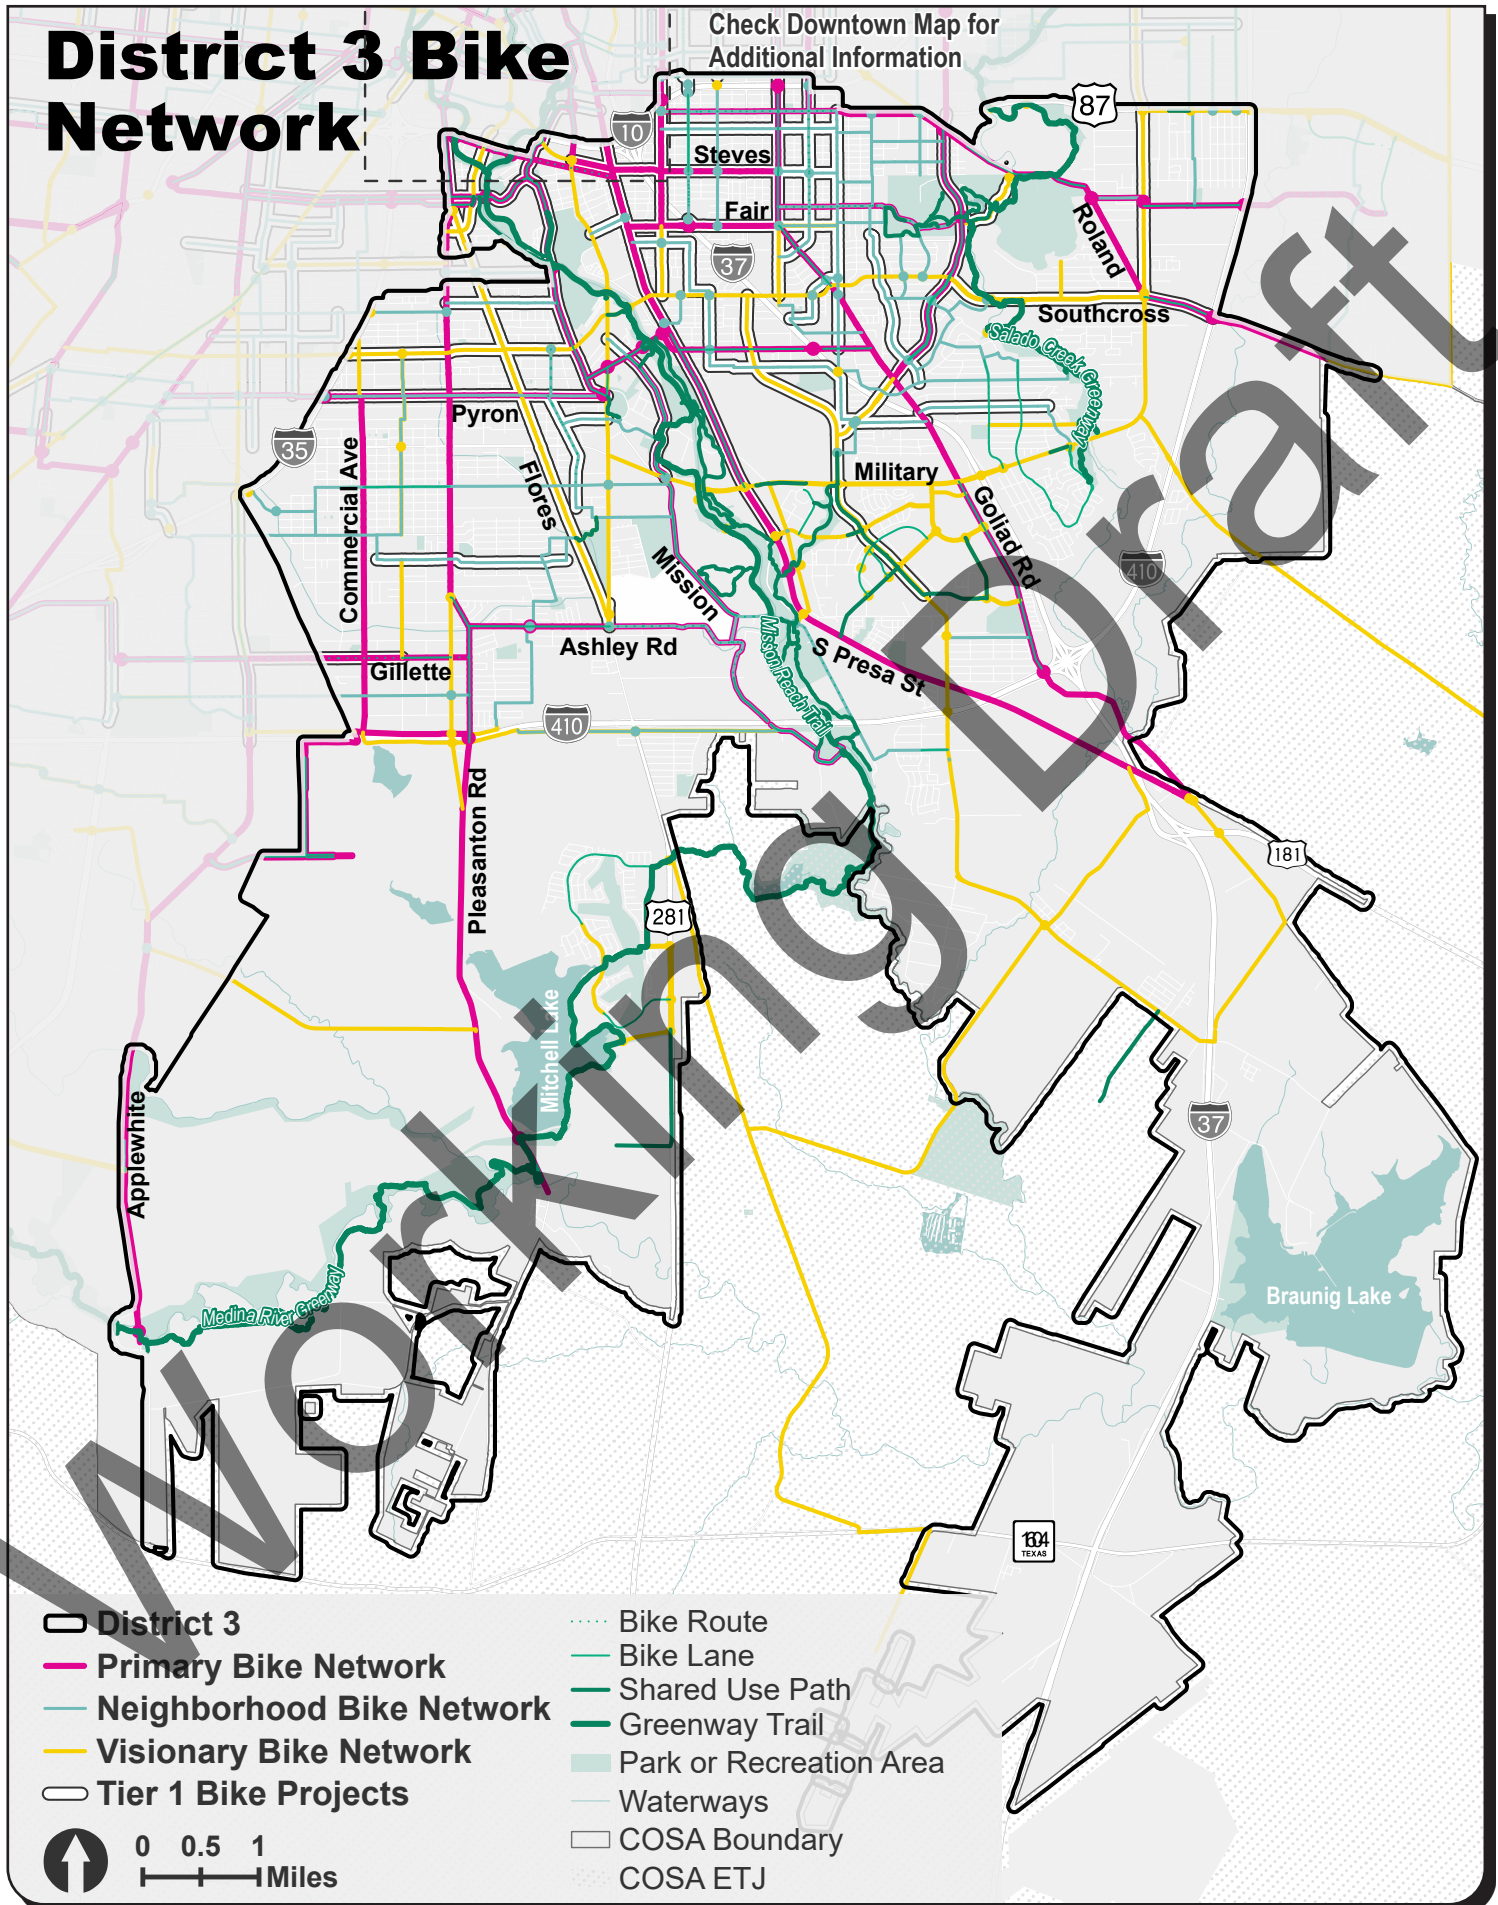 District 3 Bike
Network
Check Downtown Map for
Additional Information
87
10
Steves
Fair
Roland
37
Southcross
Salado Creek Greenway
Pyron
35
Commercial Ave
Flores
Military
Goliad Rd
410
Mission
Ashley Rd
Mission Reach Trail
S Presa St
Gillette
410
Pleasanton Rd
181
281
Mitchell Lake
Applewhite
37
Medina River Greenway
Braunig Lake
1604
TEXAS
Working Draft
District 3
Primary Bike Network
Neighborhood Bike Network
Visionary Bike Network
Tier 1 Bike Projects
0 0.5 1
Miles
Bike Route
Bike Lane
Shared Use Path
Greenway Trail
Park or Recreation Area
Waterways
COSA Boundary
COSA ETJ